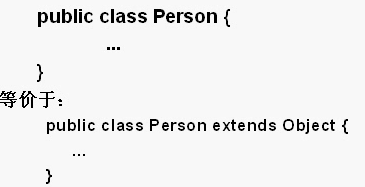 public class Person {
...
}
等价于：
public class Person extends Object {
...
}